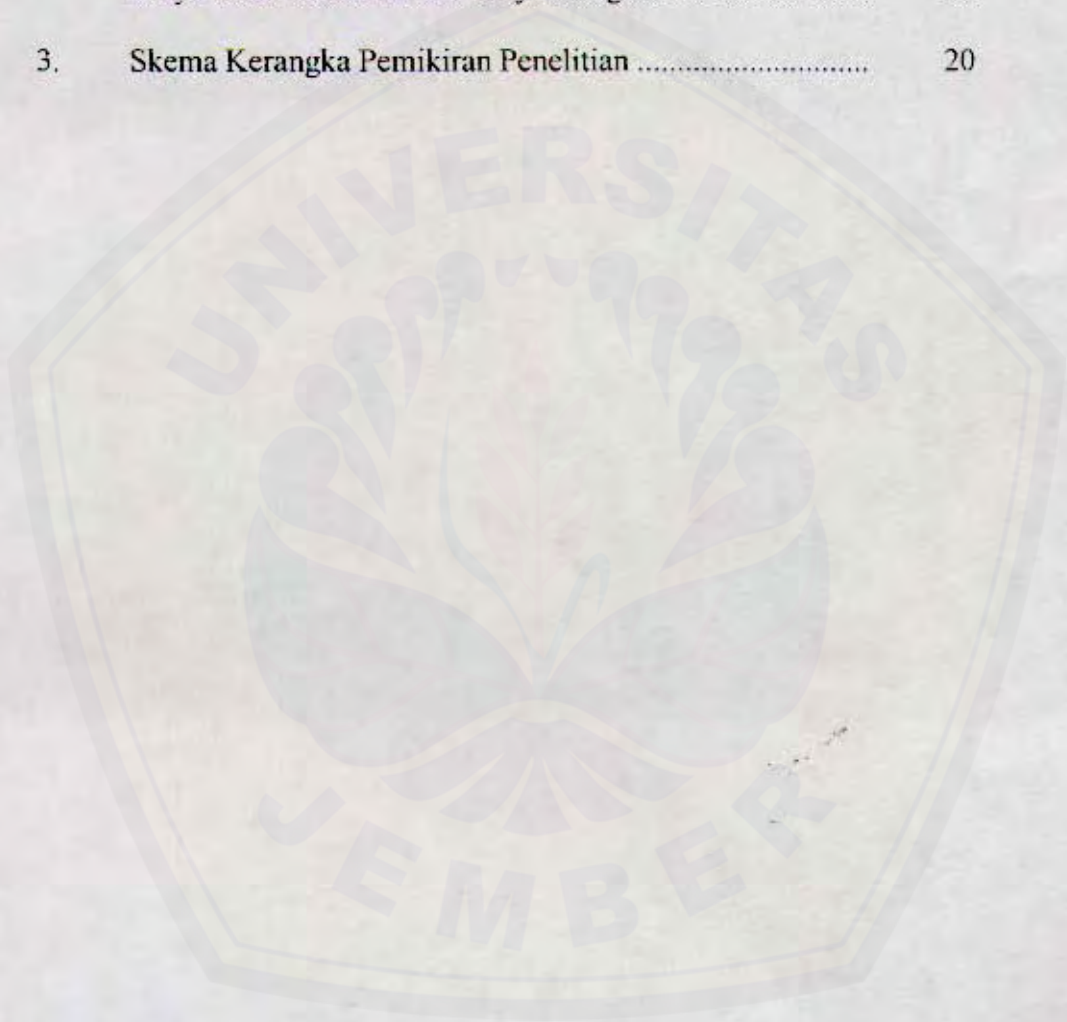 3. Skema Kerangka Pemikiran Penelitian ............................. 20
UNIVERSITAS
JEMBER